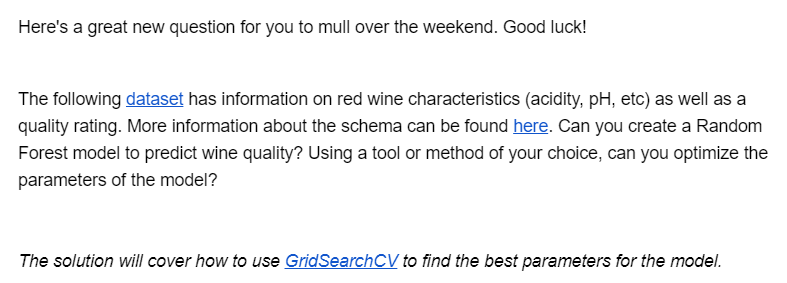 Here's a great new question for you to mull over the weekend. Good luck!
The following dataset has information on red wine characteristics (acidity, pH, etc) as well as a
quality rating. More information about the schema can be found here. Can you create a Random
Forest model to predict wine quality? Using a tool or method of your choice, can you optimize the
parameters of the model?
The solution will cover how to use GridSearchCV to find the best parameters for the model.